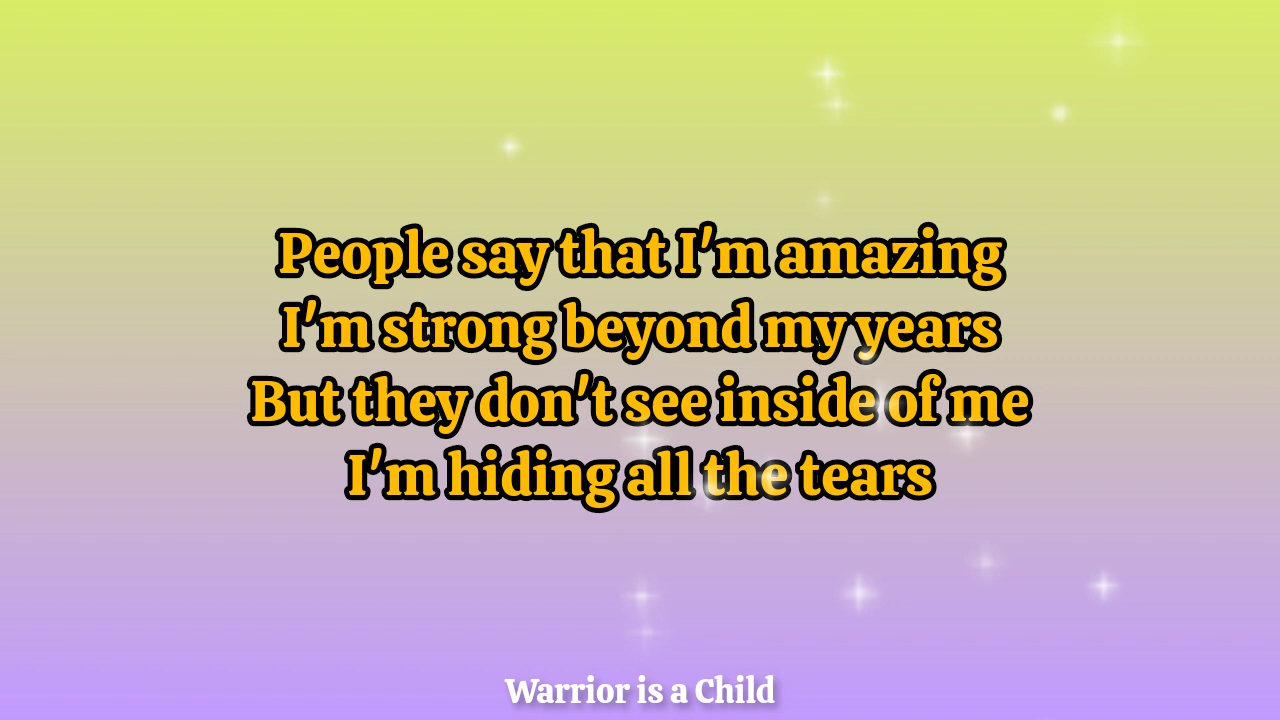 People say that I'm amazing
I'm strong beyond my years
But they don't see inside of me
I'm hiding all the tears
Warrior is a Child